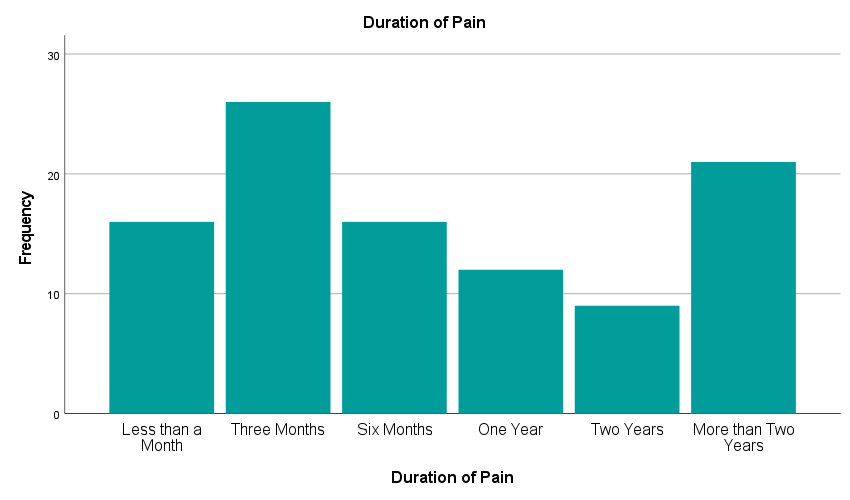 Duration of Pain
30
20
10
0
Frequency
Less than a
Month
Three Months
Six Months
One Year
Two Years
More than Two
Years
Duration of Pain